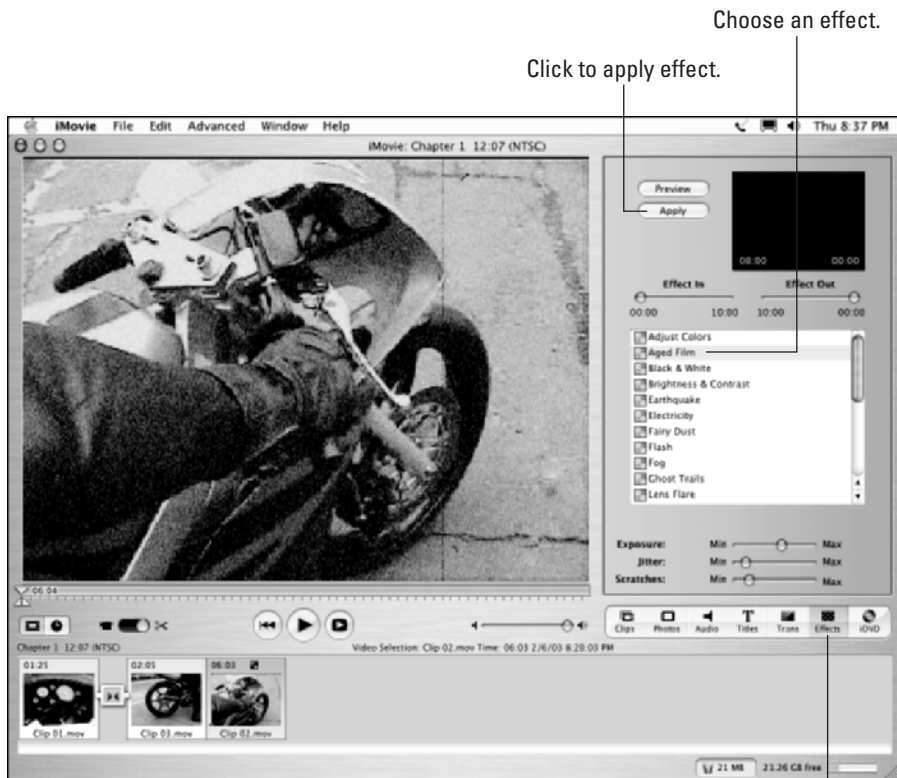 Choose an effect.
Click to apply effect.
iMovie File Edit Advanced Window Help Thu 8:37 PM
iMovie: Chapter 1 12:07 (NTSC)
Preview
Apply
08:00 00:00
Effect In Effect Out
00:00 10:00 10:00 00:00
Adjust Colors
Aged Film
Black & White
Brightness & Contrast
Earthquake
Electricity
Fairy Dust
Flash
Fog
Ghost Trails
Lens Flare
Exposure: Min Max
Jitter: Min Max
Scratches: Min Max
06:04
Clips Photos Audio Titles Trans Effects iDVD
Chapter 1 12:07 (NTSC) Video Selection: Clip 02.mov Time: 06:03 2/6/03 8:20:03 PM
01:25 02:05 06:03
Clip 01.mov Clip 03.mov Clip 02.mov
21 MB 21.26 GB free